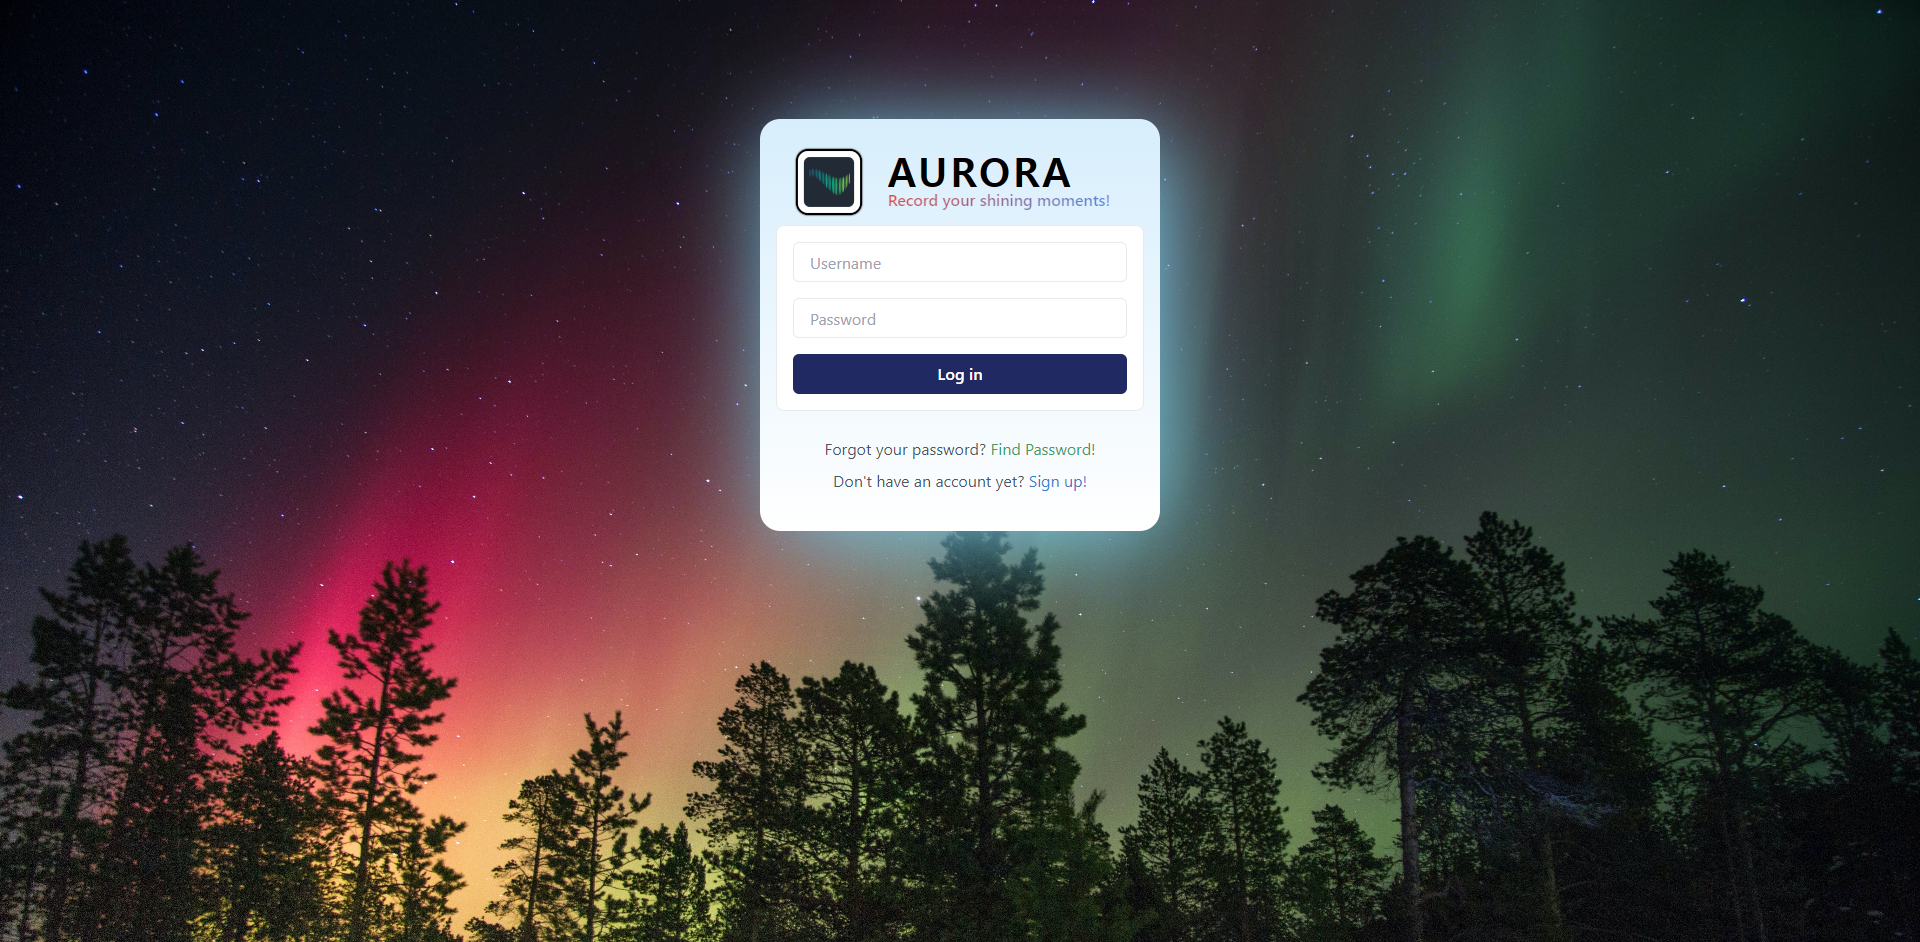 AURORA
Record your shining moments!
Username
Password
Log in
Forgot your password? Find Password!
Don't have an account yet? Sign up!